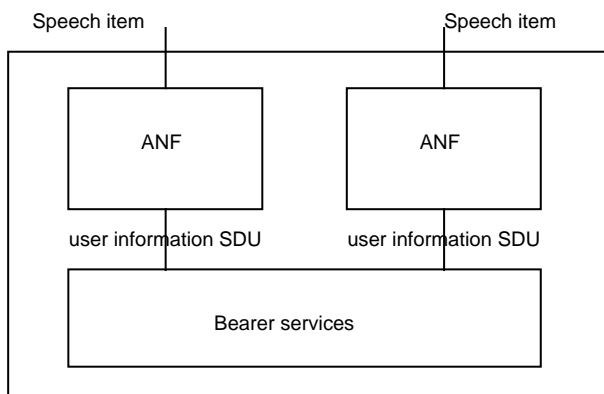 Speech item
Speech item
ANF
ANF
user information SDU
user information SDU
Bearer services